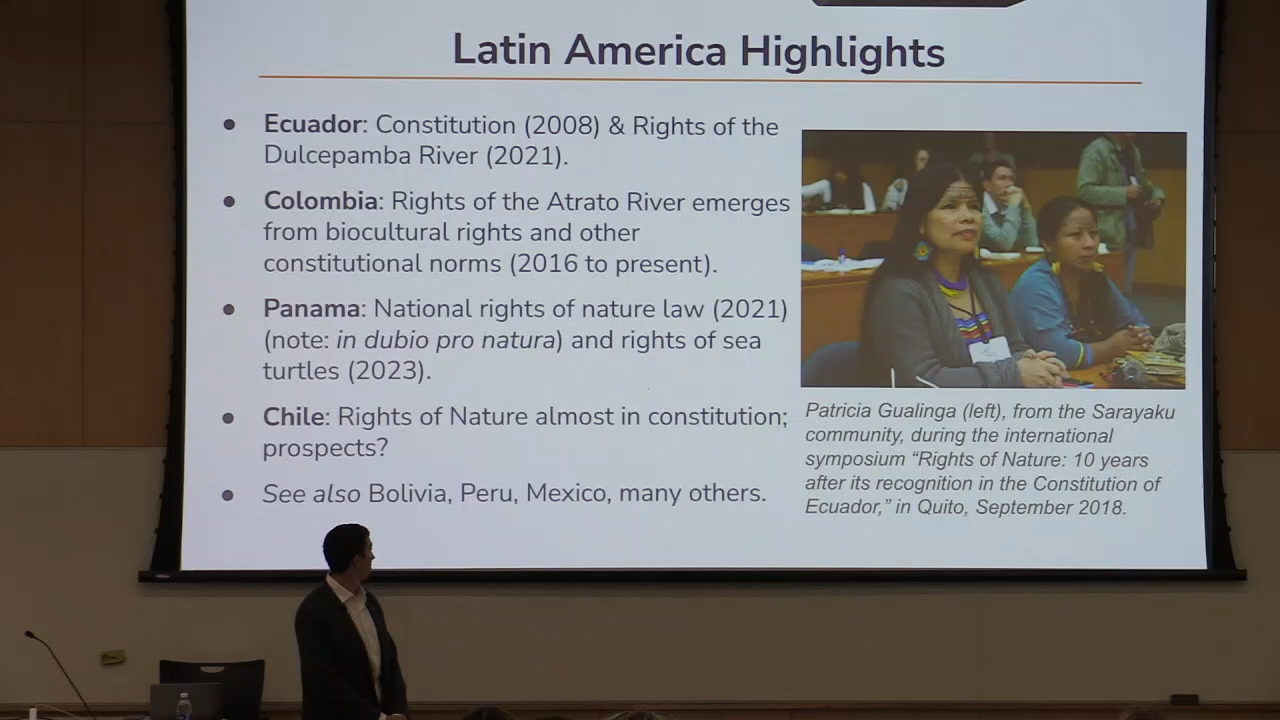 Latin America Highlights
● Ecuador: Constitution (2008) & Rights of the
Dulcepamba River (2021).
● Colombia: Rights of the Atrato River emerges
from biocultural rights and other
constitutional norms (2016 to present).
● Panama: National rights of nature law (2021)
(note: in dubio pro natura) and rights of sea
turtles (2023).
● Chile: Rights of Nature almost in constitution;
prospects?
● See also Bolivia, Peru, Mexico, many others.
Patricia Gualinga (left), from the Sarayaku
community, during the international
symposium “Rights of Nature: 10 years
after its recognition in the Constitution of
Ecuador,” in Quito, September 2018.